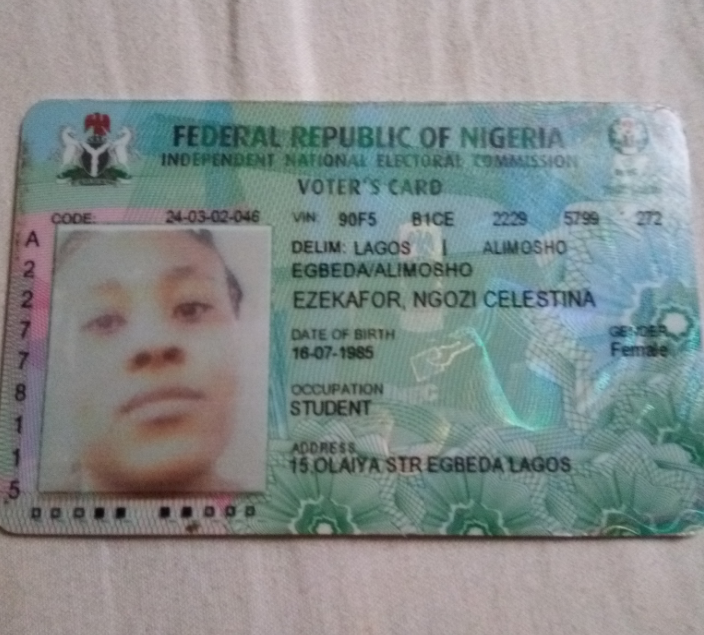 FEDERAL REPUBLIC OF NIGERIA
INDEPENDENT NATIONAL ELECTORAL COMMISSION
VOTER'S CARD
CODE: 24-03-02-046 VIN: 90F5 B1CE 2229 5799 272
DELIM: LAGOS | ALIMOSHO
EGBEDA/ALIMOSHO
EZEKAFOR, NGOZI CELESTINA
DATE OF BIRTH GENDER
16-07-1985 Female
OCCUPATION
STUDENT
ADDRESS
15 OLAIYA STR EGBEDA LAGOS
A
2
2
7
7
8
1
1
5